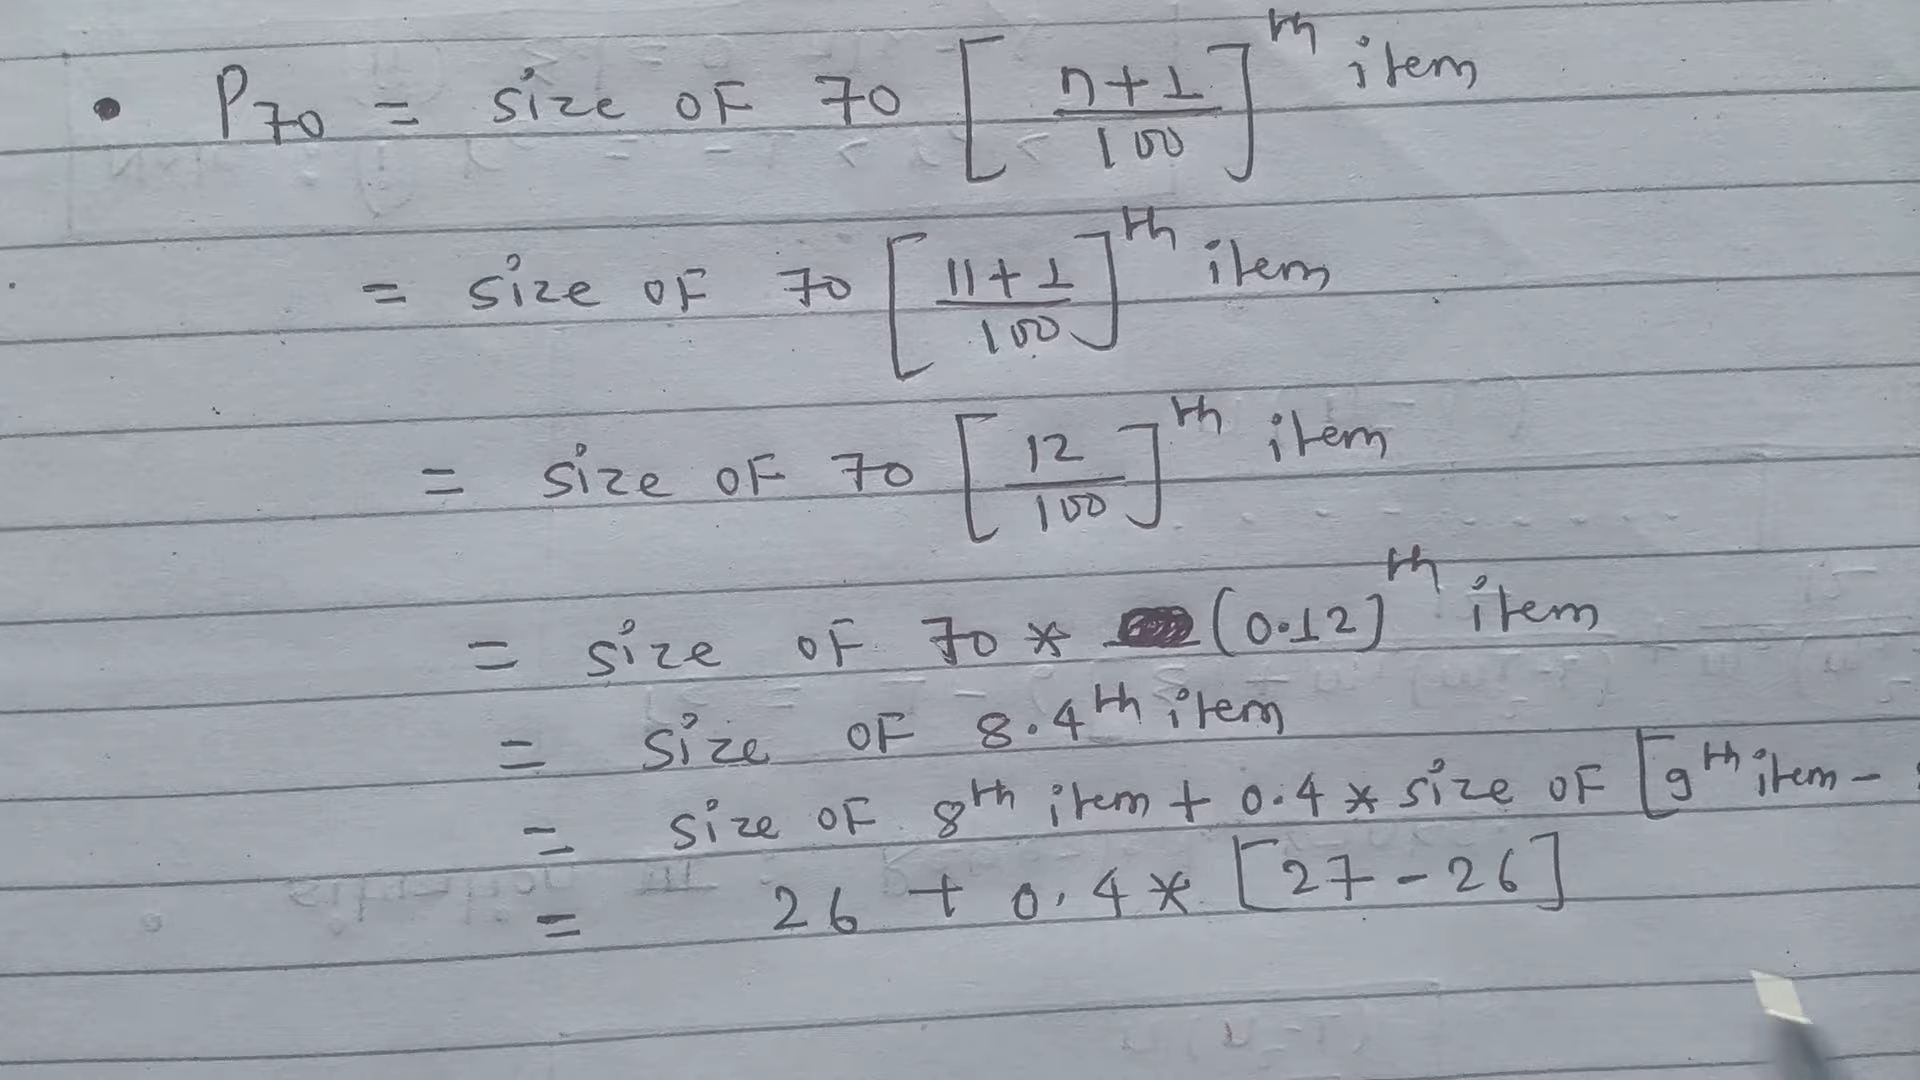 • P70 = size of 70 [n+1/100]th item
= size of 70 [11+1/100]th item
= size of 70 [12/100]th item
= size of 70 * (0.12)th item
= size of 8.4th item
= size of 8th item + 0.4 * size of [9th item -
= 26 + 0.4 * [27 - 26]